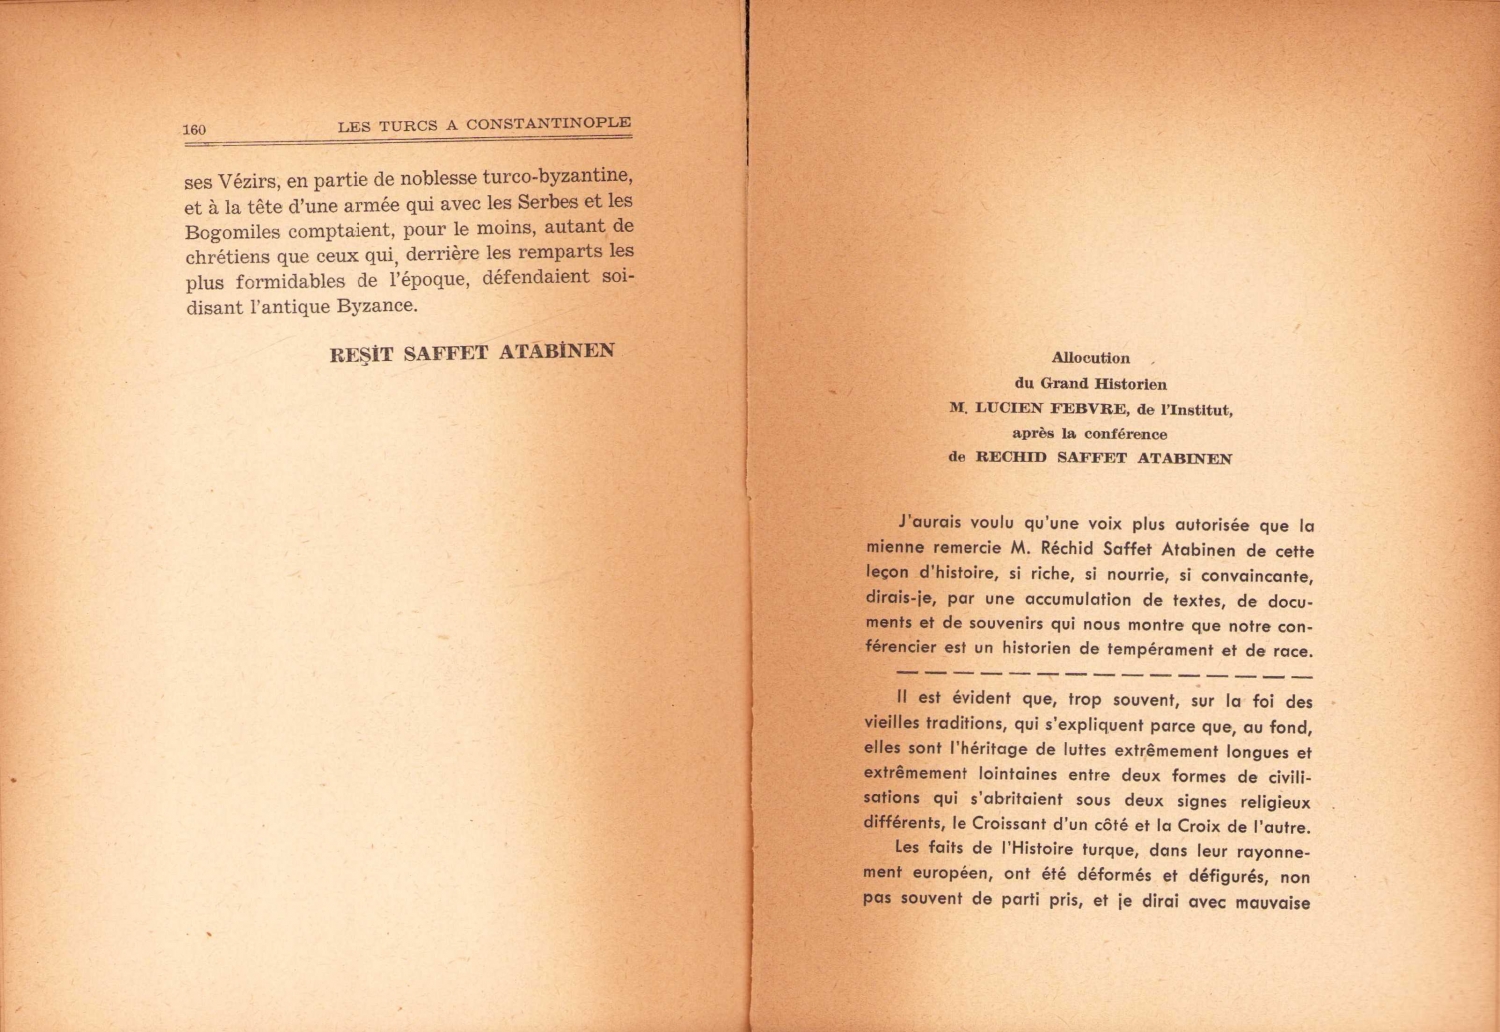 160 LES TURCS A CONSTANTINOPLE
ses Vézirs, en partie de noblesse turco-byzantine,
et à la tête d'une armée qui avec les Serbes et les
Bogomiles comptaient, pour le moins, autant de
chrétiens que ceux qui, derrière les remparts les
plus formidables de l'époque, défendaient soi-
disant l'antique Byzance.
REŞİT SAFFET ATABİNEN
Allocution
du Grand Historien
M. LUCIEN FEBVRE, de l'Institut,
après la conférence
de RECHID SAFFET ATABINEN
J'aurais voulu qu'une voix plus autorisée que la
mienne remercie M. Réchid Saffet Atabinen de cette
leçon d'histoire, si riche, si nourrie, si convaincante,
dirais-je, par une accumulation de textes, de docu-
ments et de souvenirs qui nous montre que notre con-
férencier est un historien de tempérament et de race.
Il est évident que, trop souvent, sur la foi des
vieilles traditions, qui s'expliquent parce que, au fond,
elles sont l'héritage de luttes extrêmement longues et
extrêmement lointaines entre deux formes de civili-
sations qui s'abritaient sous deux signes religieux
différents, le Croissant d'un côté et la Croix de l'autre.
Les faits de l'Histoire turque, dans leur rayonne-
ment européen, ont été déformés et défigurés, non
pas souvent de parti pris, et je dirai avec mauvaise